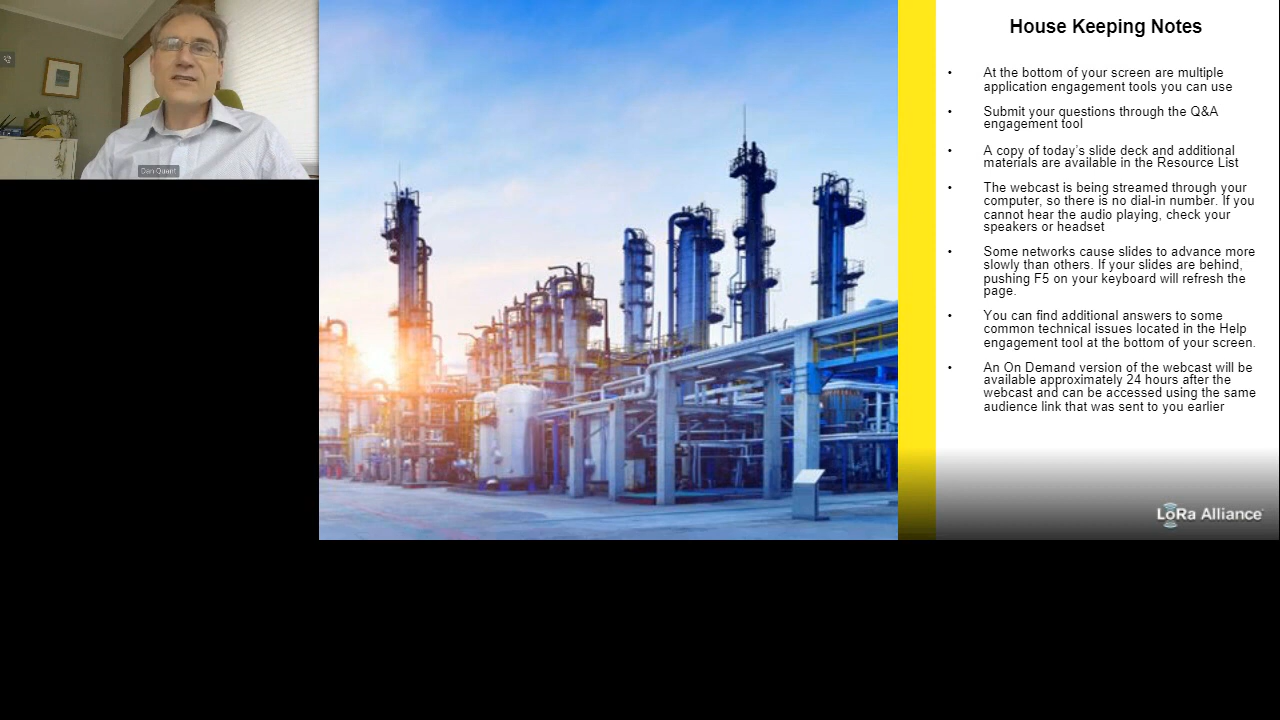 Dan Quant
House Keeping Notes
• At the bottom of your screen are multiple
application engagement tools you can use
• Submit your questions through the Q&A
engagement tool
• A copy of today's slide deck and additional
materials are available in the Resource List
• The webcast is being streamed through your
computer, so there is no dial-in number. If you
cannot hear the audio playing, check your
speakers or headset
• Some networks cause slides to advance more
slowly than others. If your slides are behind,
pushing F5 on your keyboard will refresh the
page.
• You can find additional answers to some
common technical issues located in the Help
engagement tool at the bottom of your screen.
• An On Demand version of the webcast will be
available approximately 24 hours after the
webcast and can be accessed using the same
audience link that was sent to you earlier
LoRa Alliance